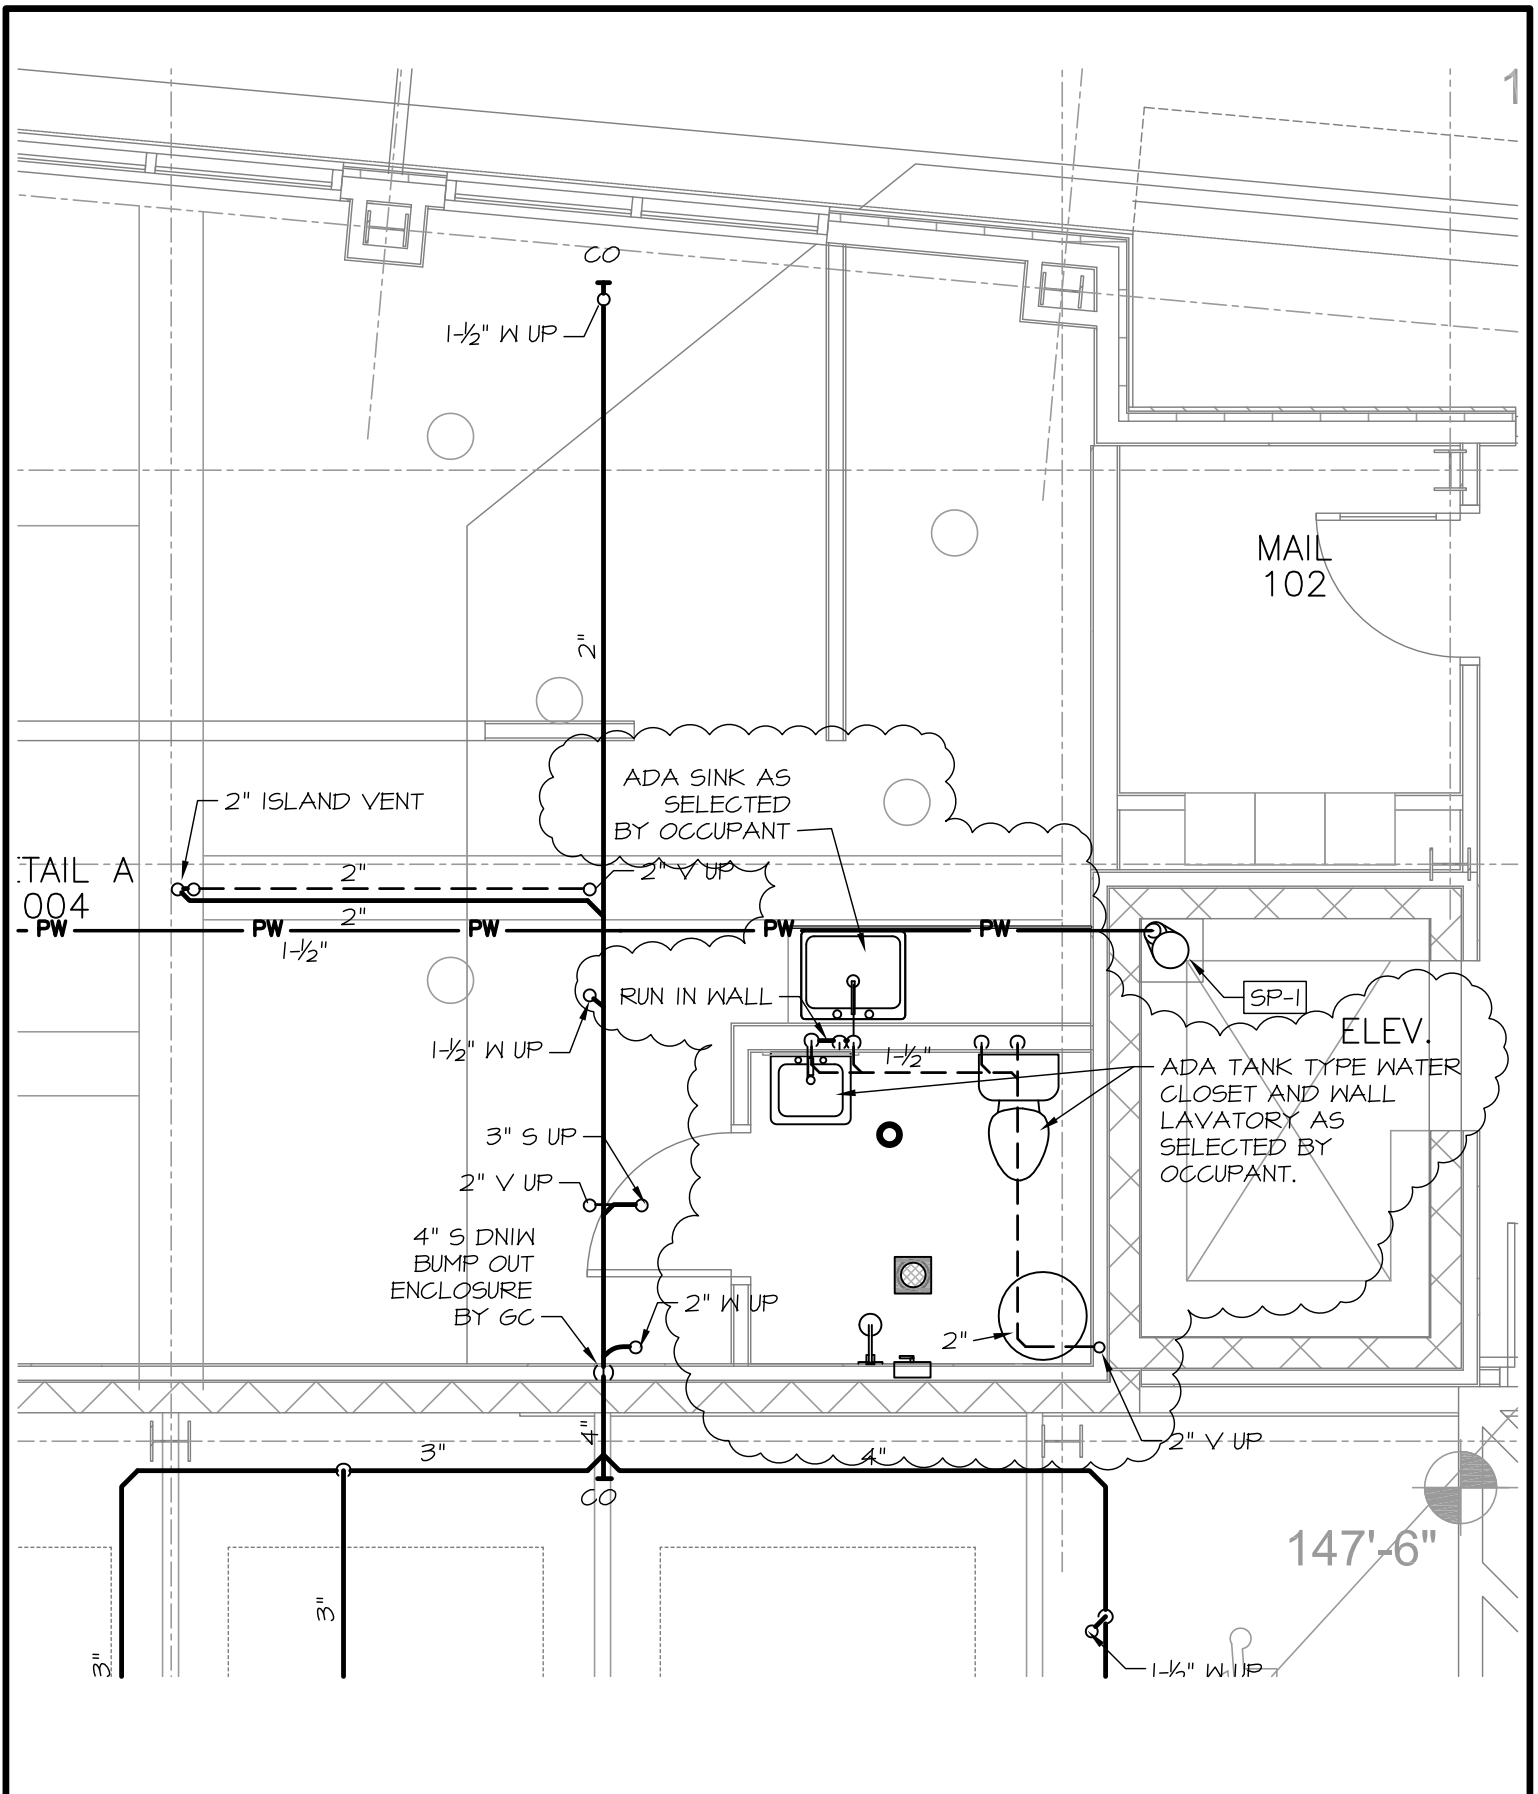 1
CO
1-½" W UP
MAIL
102
2"
ADA SINK AS
SELECTED
BY OCCUPANT
2" ISLAND VENT
TAIL A
004
2"
2" V UP
2"
PW
PW
PW
PW
PW
1-½"
RUN IN WALL
SP-1
ELEV.
1-½" W UP
1-½"
ADA TANK TYPE WATER
CLOSET AND WALL
LAVATORY AS
SELECTED BY
OCCUPANT.
3" S UP
2" V UP
4" S DNIW
BUMP OUT
ENCLOSURE
BY GC
2" W UP
2"
4"
3"
4"
2" V UP
CO
147'-6"
3"
3"
1-½" W UP